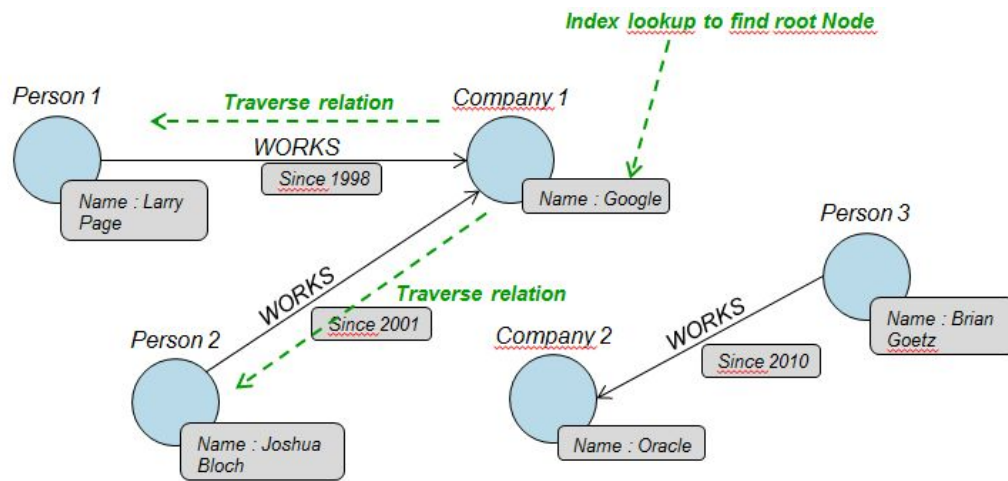 Index lookup to find root Node
Person 1
Traverse relation
Company 1
WORKS
Since 1998
Name : Larry
Page
Name : Google
Person 3
WORKS
Traverse relation
Since 2001
Person 2
Company 2
WORKS
Name : Brian
Goetz
Since 2010
Name : Joshua
Bloch
Name : Oracle